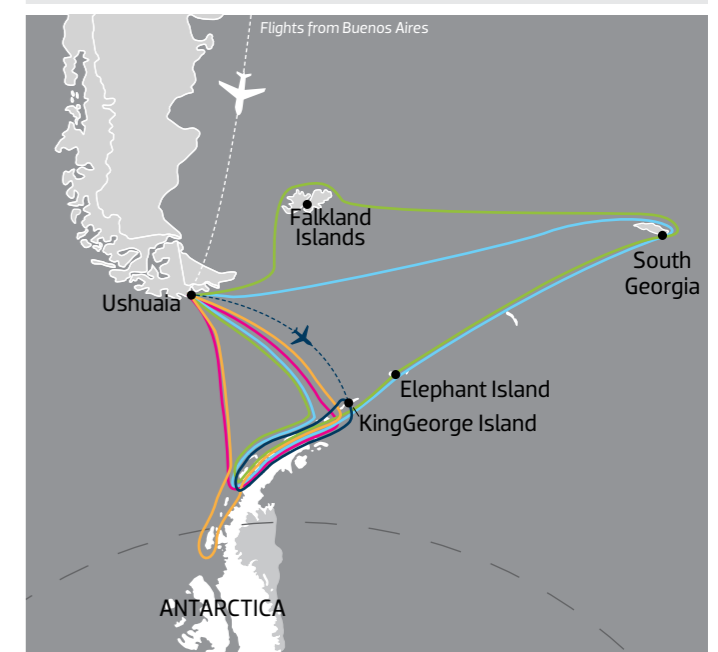 Flights from Buenos Aires
Falkland
Islands
South
Georgia
Ushuaia
Elephant Island
KingGeorge Island
ANTARCTICA